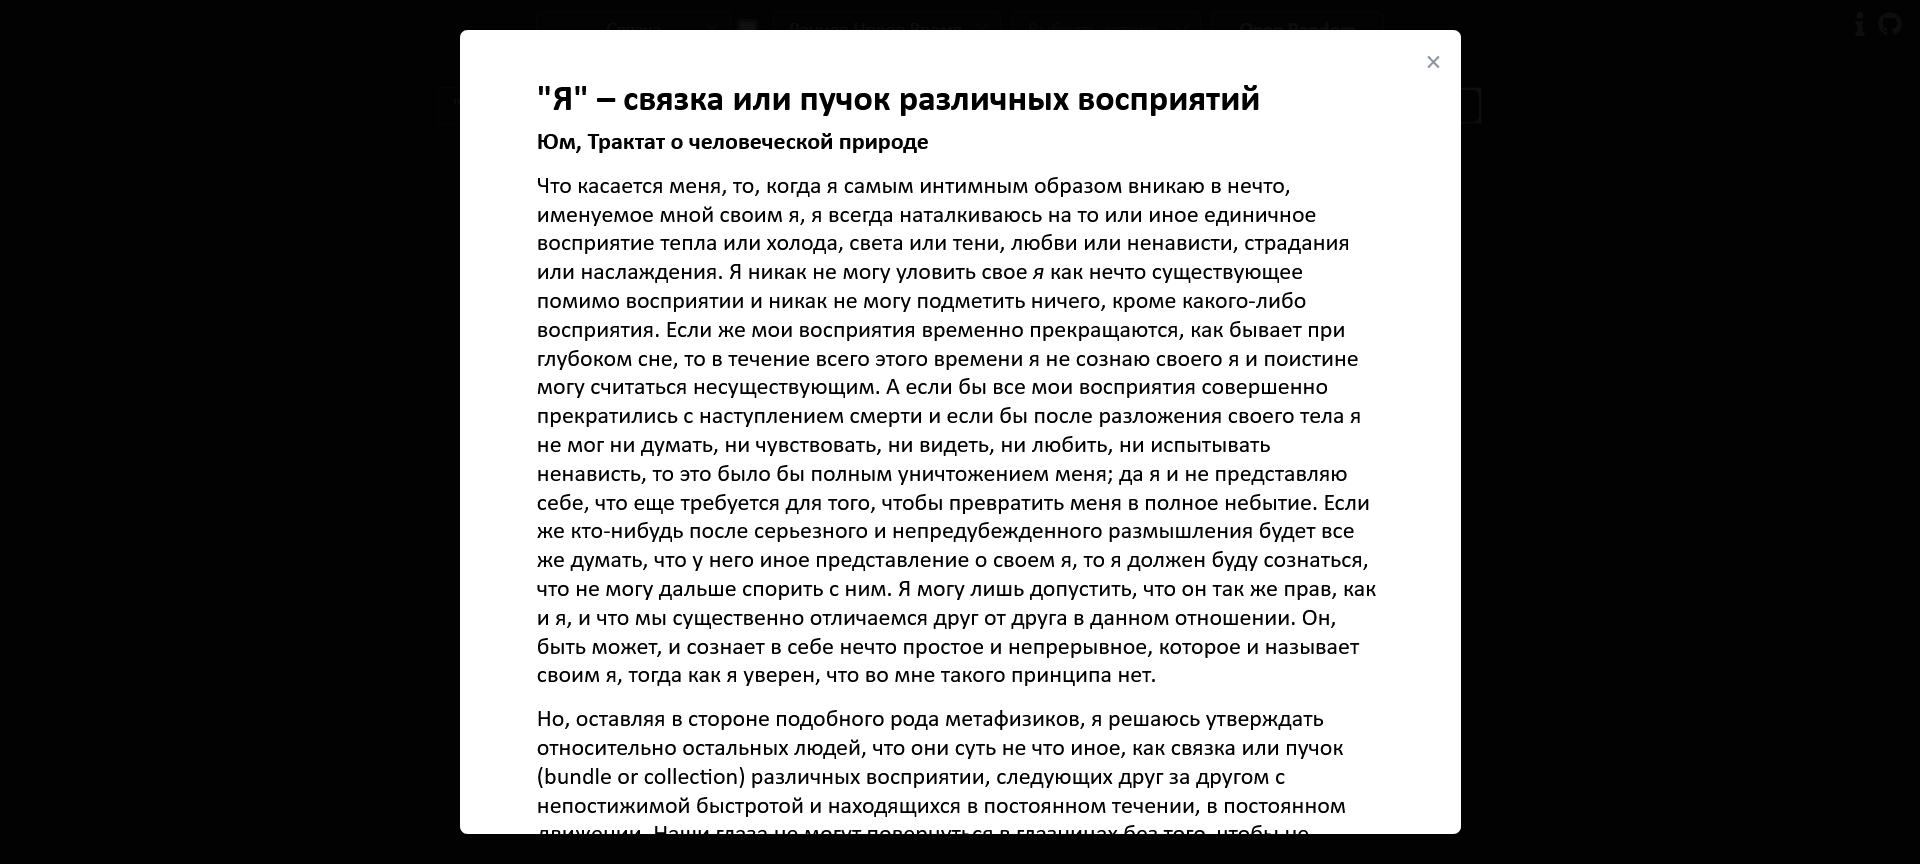 "Я" – связка или пучок различных восприятий
Юм, Трактат о человеческой природе
Что касается меня, то, когда я самым интимным образом вникаю в нечто,
именуемое мной своим я, я всегда наталкиваюсь на то или иное единичное
восприятие тепла или холода, света или тени, любви или ненависти, страдания
или наслаждения. Я никак не могу уловить свое я как нечто существующее
помимо восприятии и никак не могу подметить ничего, кроме какого-либо
восприятия. Если же мои восприятия временно прекращаются, как бывает при
глубоком сне, то в течение всего этого времени я не сознаю своего я и поистине
могу считаться несуществующим. А если бы все мои восприятия совершенно
прекратились с наступлением смерти и если бы после разложения своего тела я
не мог ни думать, ни чувствовать, ни видеть, ни любить, ни испытывать
ненависть, то это было бы полным уничтожением меня; да я и не представляю
себе, что еще требуется для того, чтобы превратить меня в полное небытие. Если
же кто-нибудь после серьезного и непредубежденного размышления будет все
же думать, что у него иное представление о своем я, то я должен буду сознаться,
что не могу дальше спорить с ним. Я могу лишь допустить, что он так же прав, как
и я, и что мы существенно отличаемся друг от друга в данном отношении. Он,
быть может, и сознает в себе нечто простое и непрерывное, которое и называет
своим я, тогда как я уверен, что во мне такого принципа нет.
Но, оставляя в стороне подобного рода метафизиков, я решаюсь утверждать
относительно остальных людей, что они суть не что иное, как связка или пучок
(bundle or collection) различных восприятии, следующих друг за другом с
непостижимой быстротой и находящихся в постоянном течении, в постоянном
движении. Наши глаза не могут повернуться в глазницах без того, чтобы не